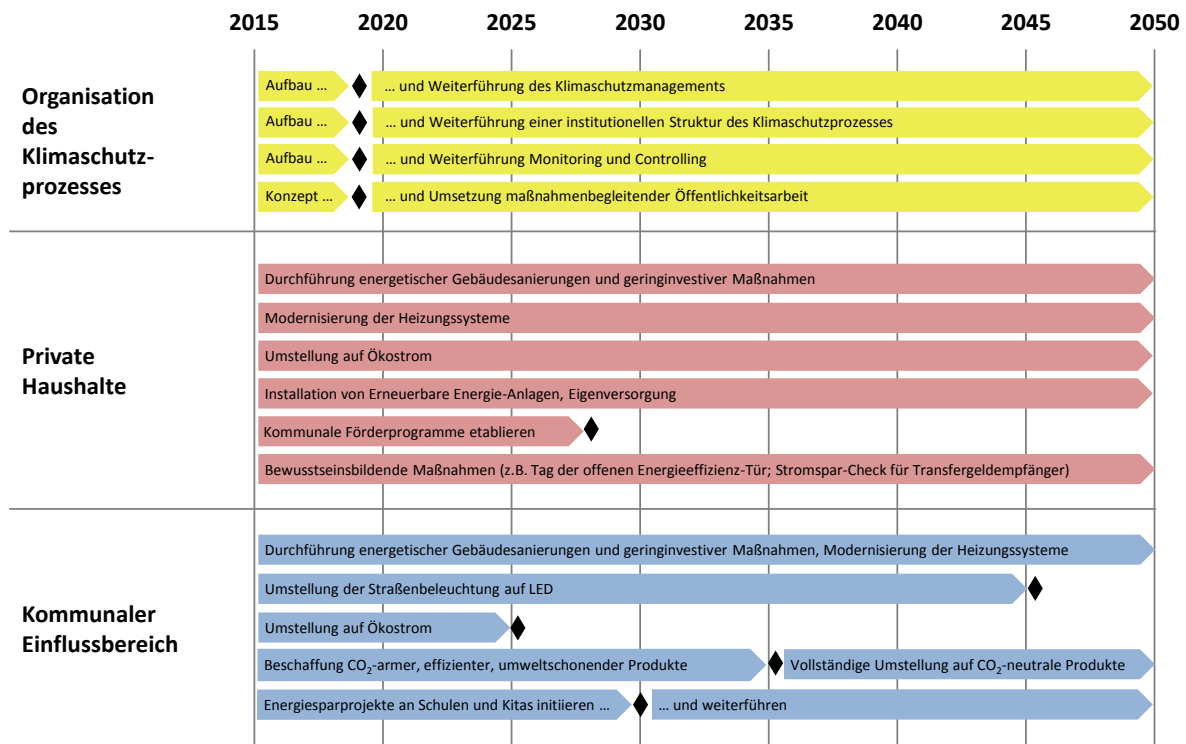 2015 2020 2025 2030 2035 2040 2045 2050
Organisation
des
Klimaschutz-
prozesses
Aufbau ... ... und Weiterführung des Klimaschutzmanagements
Aufbau ... ... und Weiterführung einer institutionellen Struktur des Klimaschutzprozesses
Aufbau ... ... und Weiterführung Monitoring und Controlling
Konzept ... ... und Umsetzung maßnahmenbegleitender Öffentlichkeitsarbeit
Private
Haushalte
Durchführung energetischer Gebäudesanierungen und geringinvestiver Maßnahmen
Modernisierung der Heizungssysteme
Umstellung auf Ökostrom
Installation von Erneuerbare Energie-Anlagen, Eigenversorgung
Kommunale Förderprogramme etablieren
Bewusstseinsbildende Maßnahmen (z.B. Tag der offenen Energieeffizienz-Tür; Stromspar-Check für Transfergeldempfänger)
Kommunaler
Einflussbereich
Durchführung energetischer Gebäudesanierungen und geringinvestiver Maßnahmen, Modernisierung der Heizungssysteme
Umstellung der Straßenbeleuchtung auf LED
Umstellung auf Ökostrom
Beschaffung CO₂-armer, effizienter, umweltschonender Produkte Vollständige Umstellung auf CO₂-neutrale Produkte
Energiesparprojekte an Schulen und Kitas initiieren ... ... und weiterführen